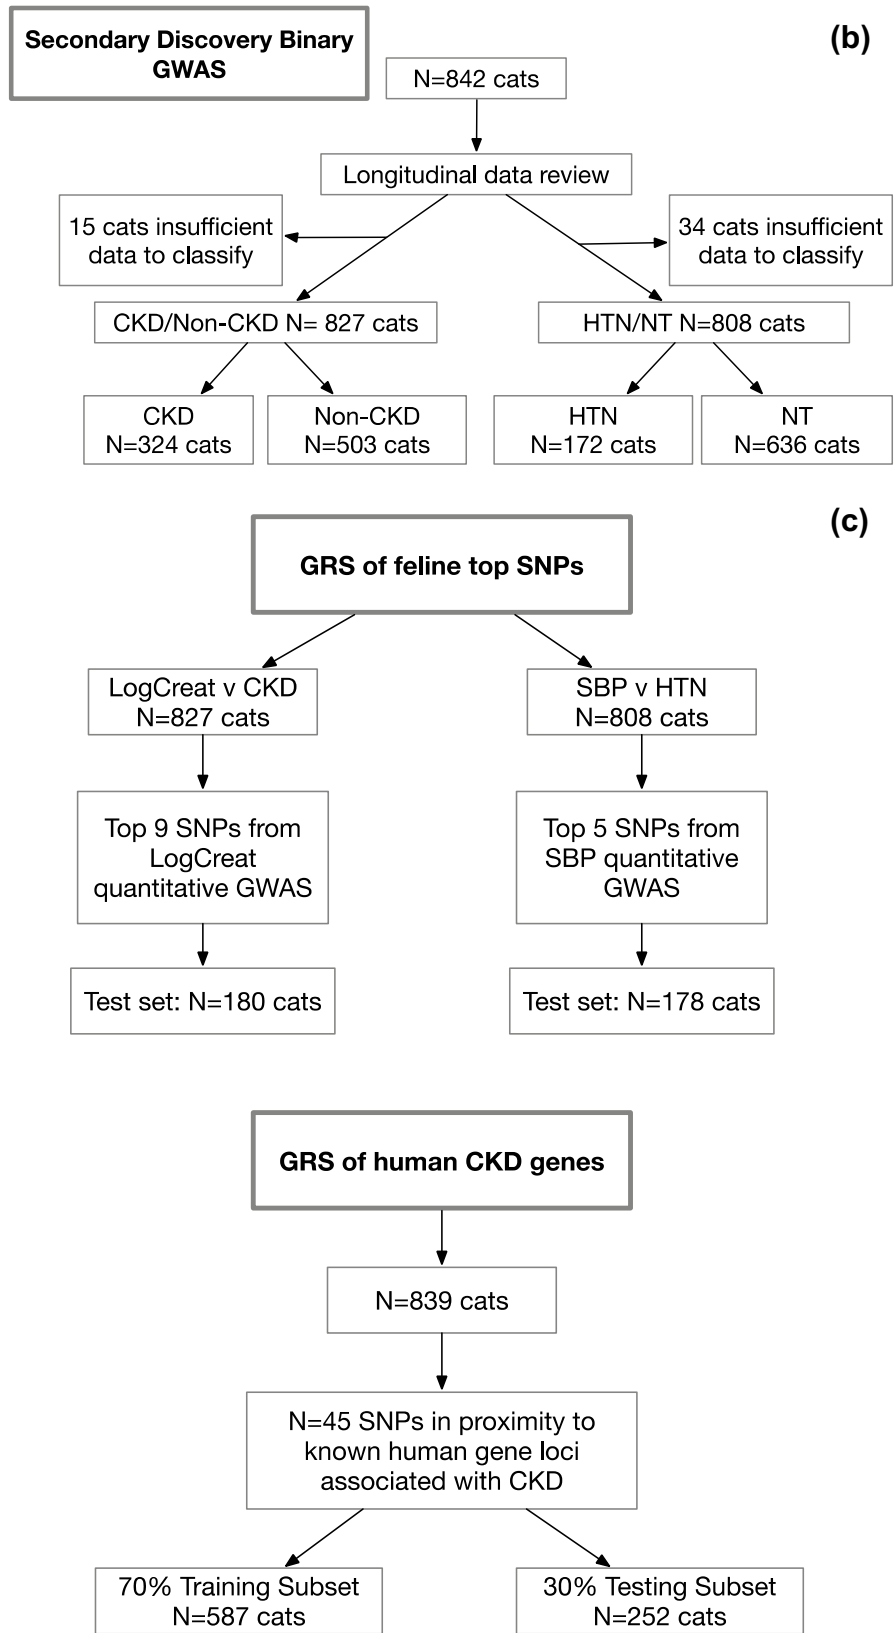 Secondary Discovery Binary
GWAS
(b)
N=842 cats
Longitudinal data review
15 cats insufficient
data to classify
34 cats insufficient
data to classify
CKD/Non-CKD N= 827 cats
HTN/NT N=808 cats
CKD
N=324 cats
Non-CKD
N=503 cats
HTN
N=172 cats
NT
N=636 cats
(c)
GRS of feline top SNPs
LogCreat v CKD
N=827 cats
SBP v HTN
N=808 cats
Top 9 SNPs from
LogCreat
quantitative GWAS
Top 5 SNPs from
SBP quantitative
GWAS
Test set: N=180 cats
Test set: N=178 cats
GRS of human CKD genes
N=839 cats
N=45 SNPs in proximity to
known human gene loci
associated with CKD
70% Training Subset
N=587 cats
30% Testing Subset
N=252 cats